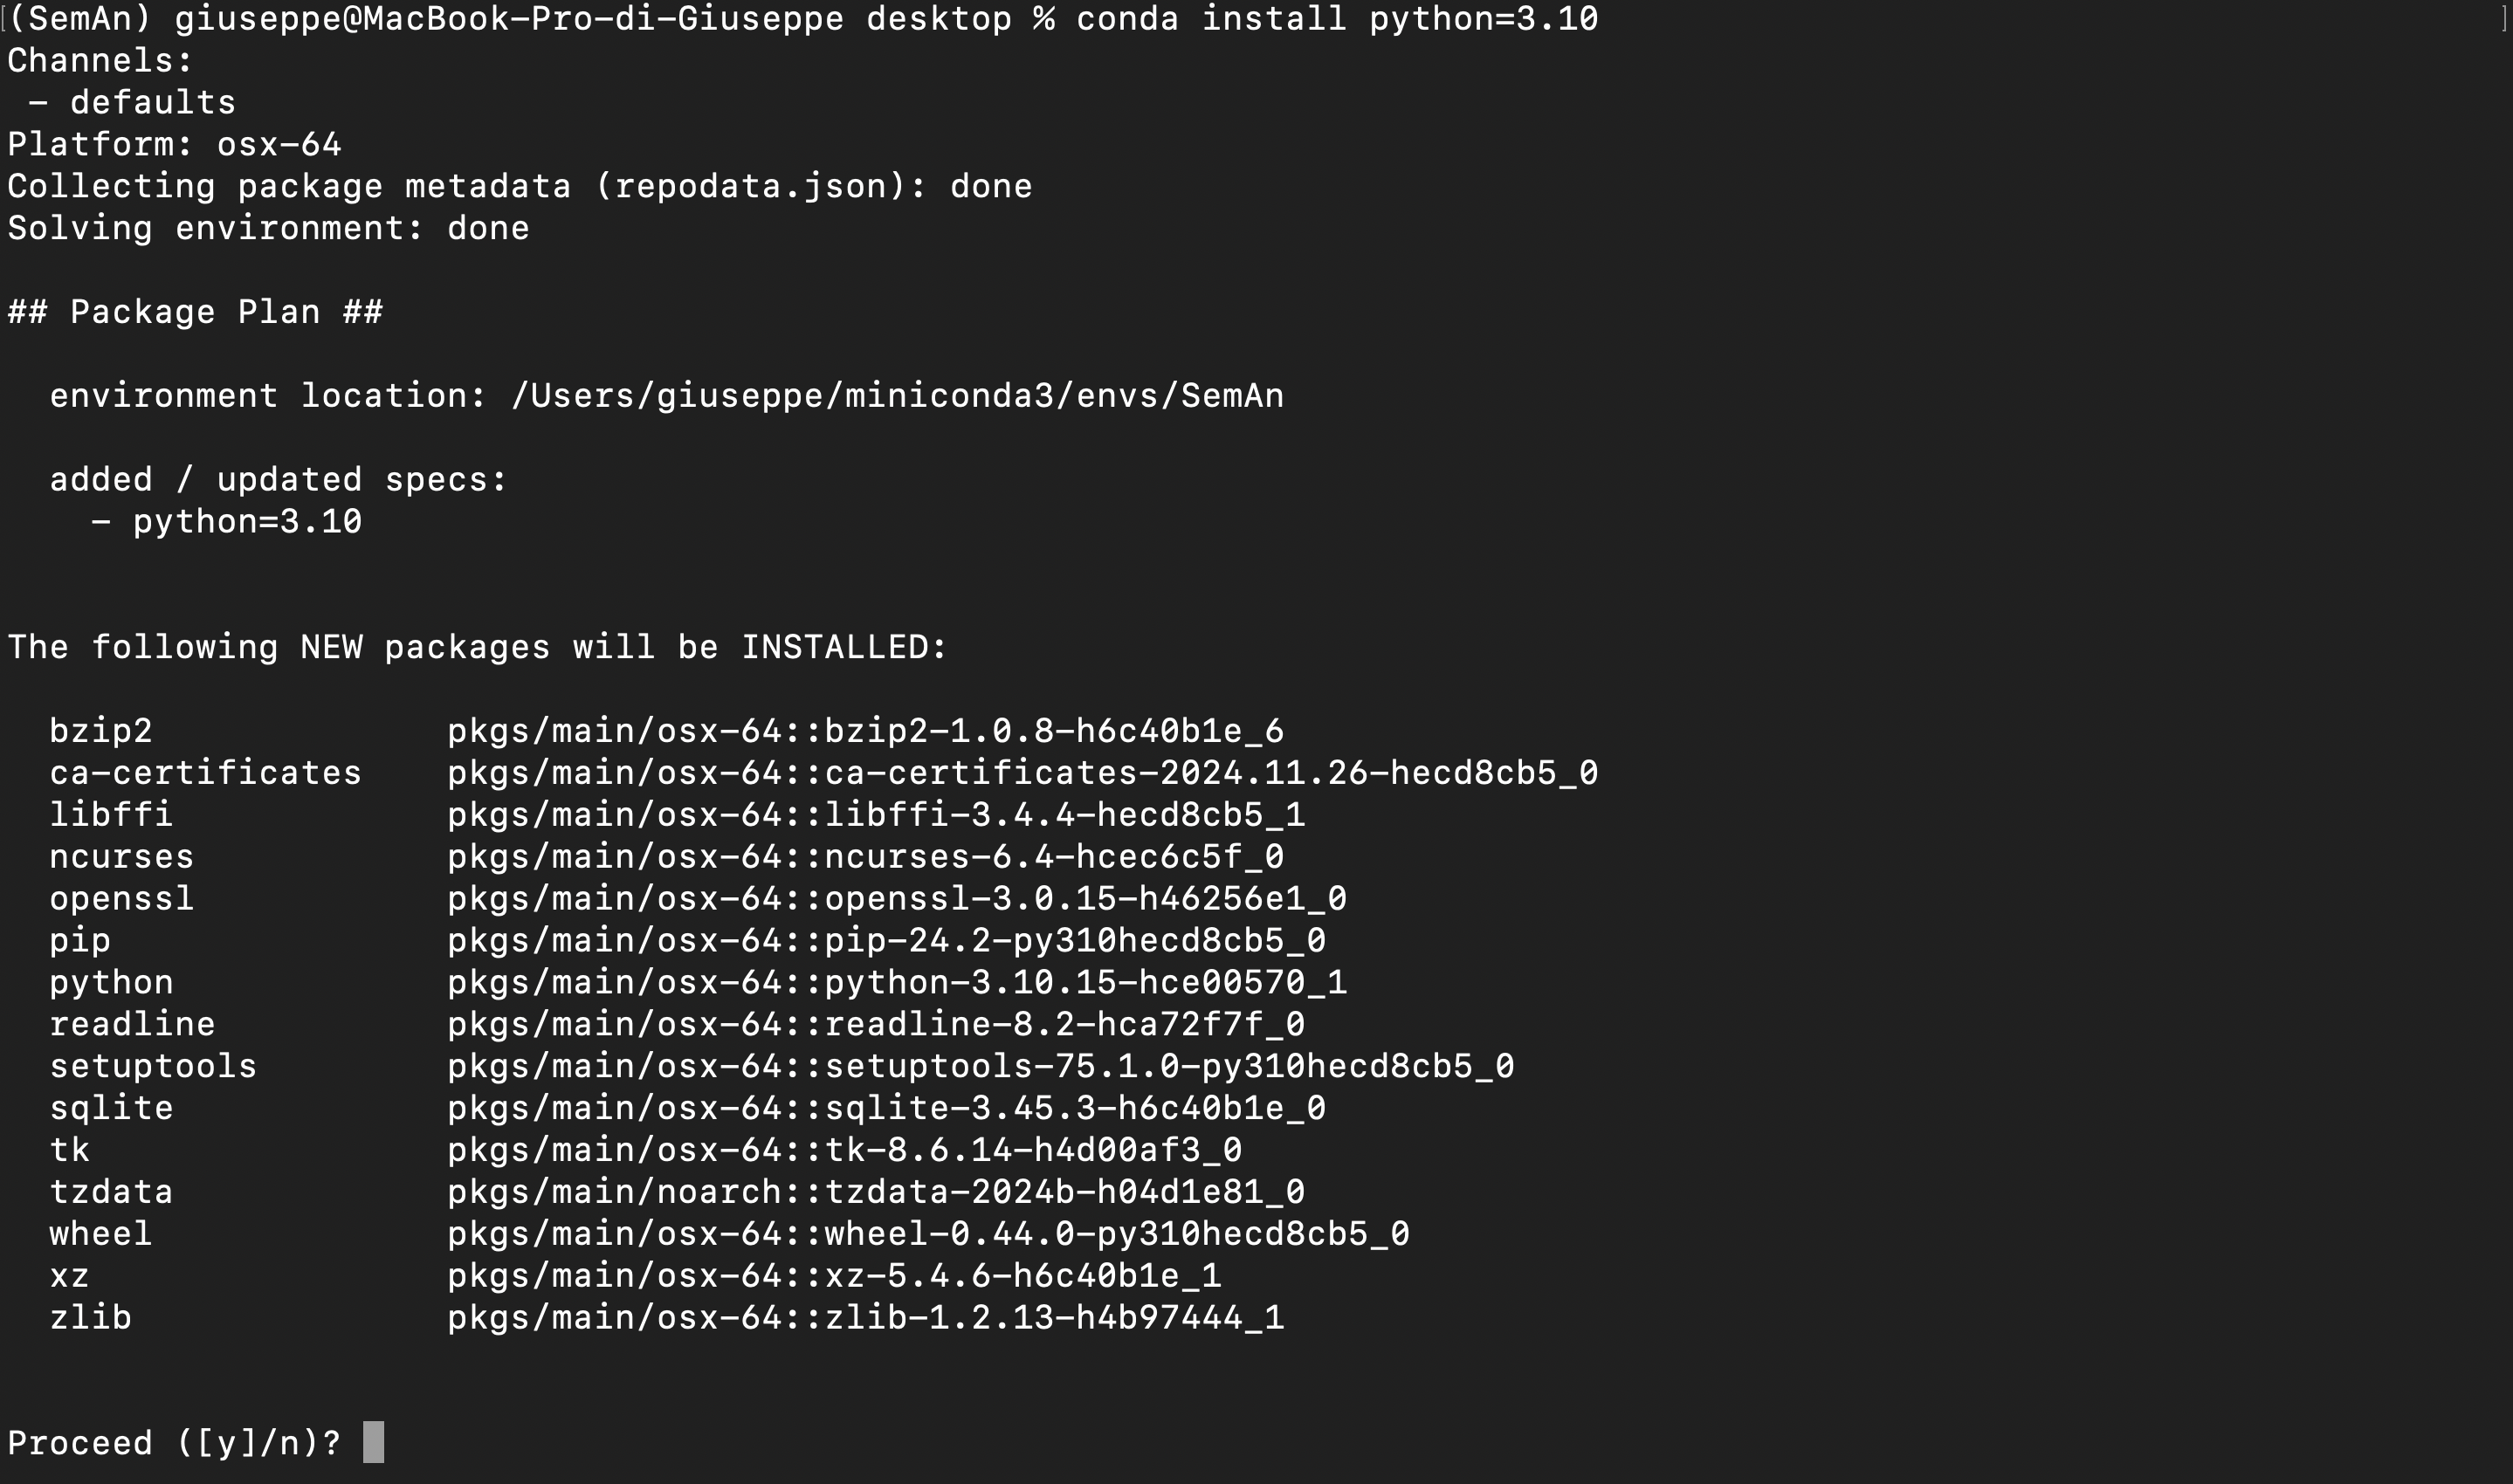 (SemAn) giuseppe@MacBook-Pro-di-Giuseppe desktop % conda install python=3.10
Channels:
 - defaults
Platform: osx-64
Collecting package metadata (repodata.json): done
Solving environment: done

## Package Plan ##

  environment location: /Users/giuseppe/miniconda3/envs/SemAn

  added / updated specs:
    - python=3.10


The following NEW packages will be INSTALLED:

  bzip2              pkgs/main/osx-64::bzip2-1.0.8-h6c40b1e_6
  ca-certificates    pkgs/main/osx-64::ca-certificates-2024.11.26-hecd8cb5_0
  libffi             pkgs/main/osx-64::libffi-3.4.4-hecd8cb5_1
  ncurses            pkgs/main/osx-64::ncurses-6.4-hcec6c5f_0
  openssl            pkgs/main/osx-64::openssl-3.0.15-h46256e1_0
  pip                pkgs/main/osx-64::pip-24.2-py310hecd8cb5_0
  python             pkgs/main/osx-64::python-3.10.15-hce00570_1
  readline           pkgs/main/osx-64::readline-8.2-hca72f7f_0
  setuptools         pkgs/main/osx-64::setuptools-75.1.0-py310hecd8cb5_0
  sqlite             pkgs/main/osx-64::sqlite-3.45.3-h6c40b1e_0
  tk                 pkgs/main/osx-64::tk-8.6.14-h4d00af3_0
  tzdata             pkgs/main/noarch::tzdata-2024b-h04d1e81_0
  wheel              pkgs/main/osx-64::wheel-0.44.0-py310hecd8cb5_0
  xz                 pkgs/main/osx-64::xz-5.4.6-h6c40b1e_1
  zlib               pkgs/main/osx-64::zlib-1.2.13-h4b97444_1


Proceed ([y]/n)?